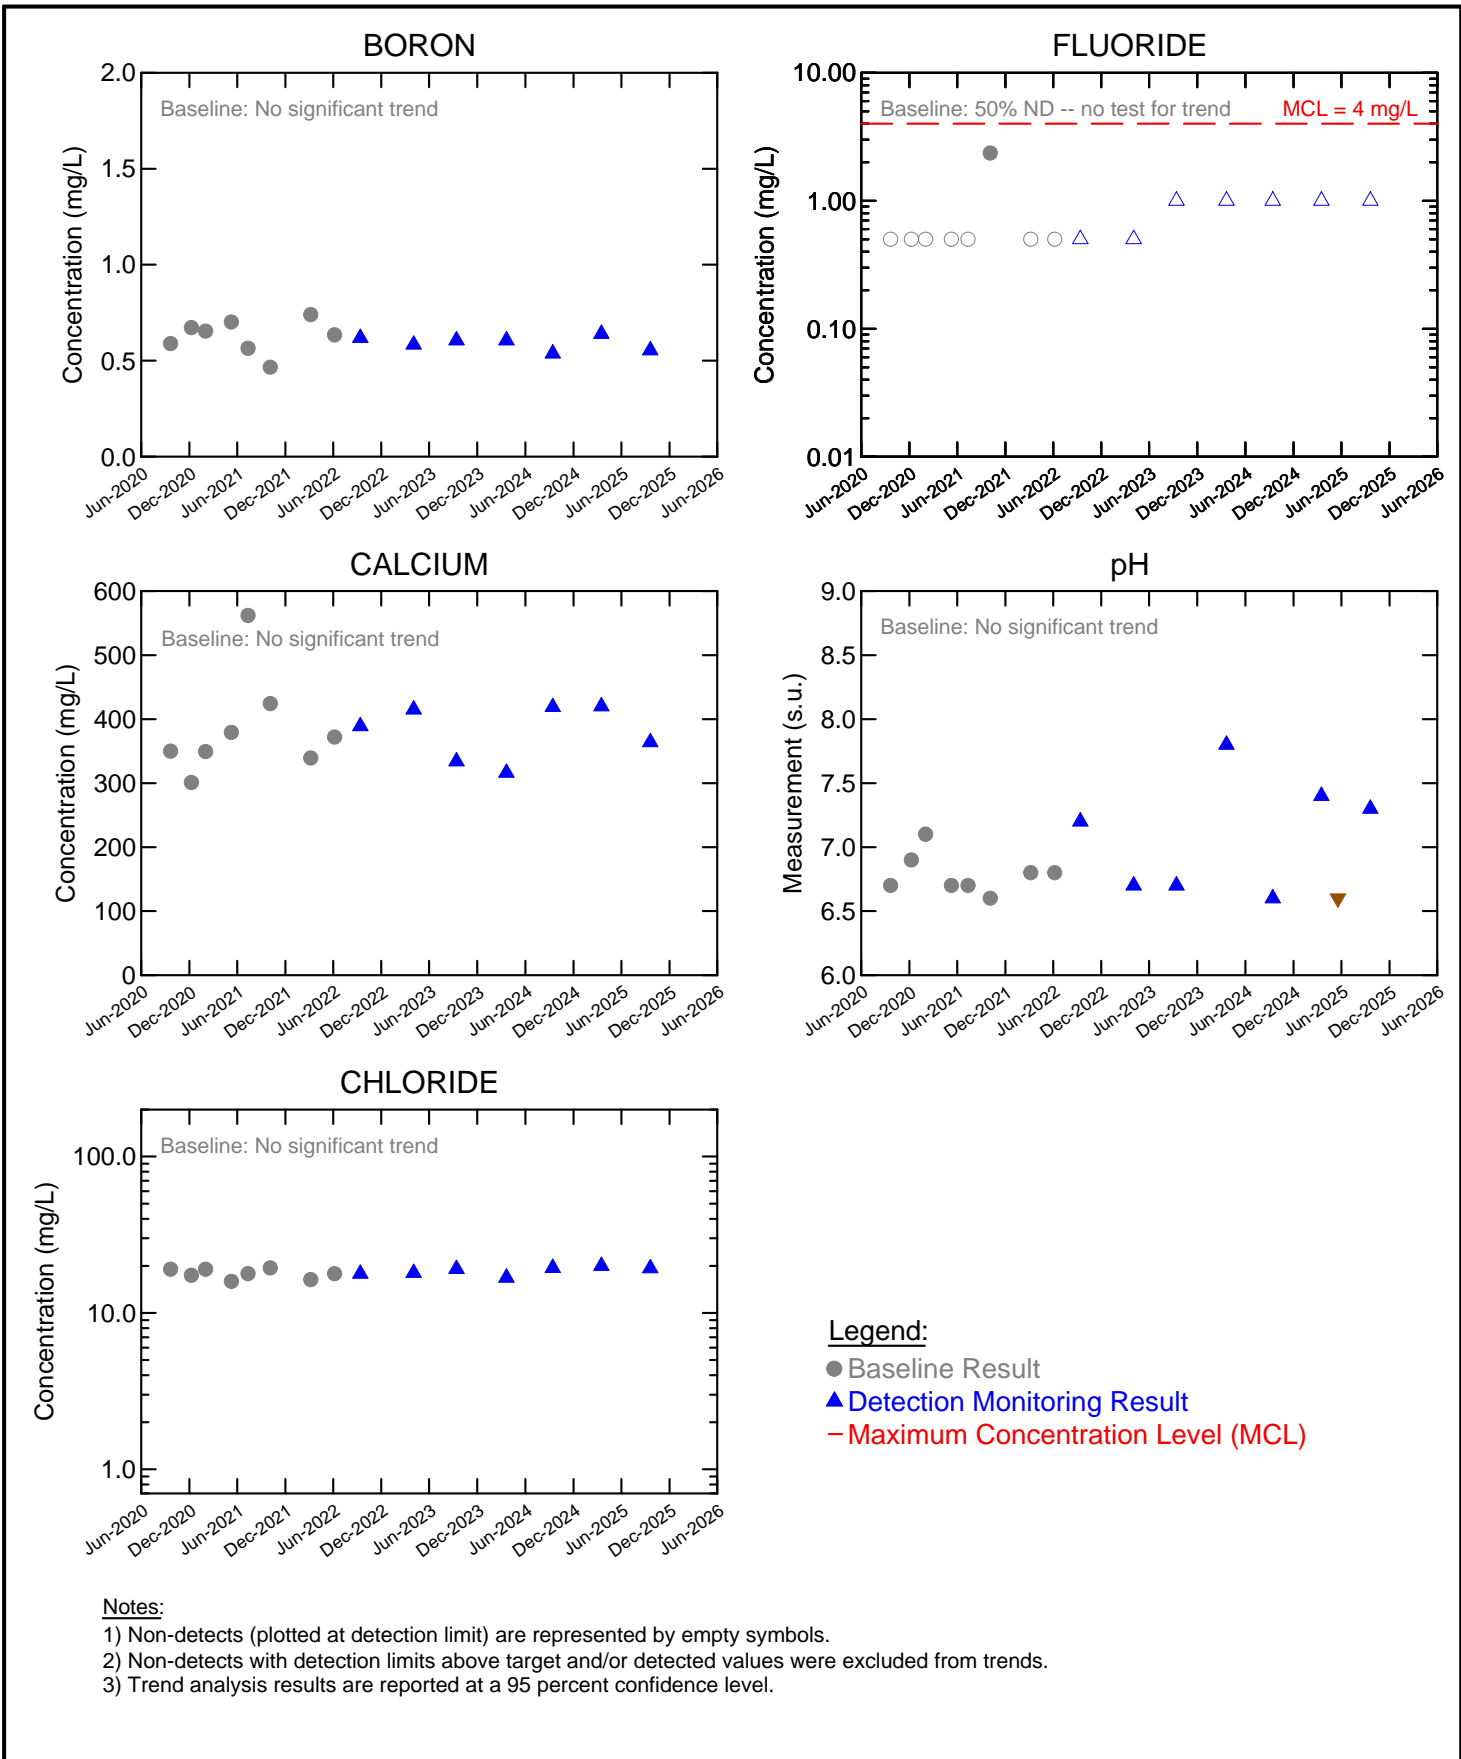 BORON
2.0
1.5
1.0
0.5
0.0
Concentration (mg/L)
Baseline: No significant trend
Jun-2020
Dec-2020
Jun-2021
Dec-2021
Jun-2022
Dec-2022
Jun-2023
Dec-2023
Jun-2024
Dec-2024
Jun-2025
Dec-2025
Jun-2026
FLUORIDE
10.00
1.00
0.10
0.01
Concentration (mg/L)
Baseline: 50% ND -- no test for trend
MCL = 4 mg/L
Jun-2020
Dec-2020
Jun-2021
Dec-2021
Jun-2022
Dec-2022
Jun-2023
Dec-2023
Jun-2024
Dec-2024
Jun-2025
Dec-2025
Jun-2026
CALCIUM
600
500
400
300
200
100
0
Concentration (mg/L)
Baseline: No significant trend
Jun-2020
Dec-2020
Jun-2021
Dec-2021
Jun-2022
Dec-2022
Jun-2023
Dec-2023
Jun-2024
Dec-2024
Jun-2025
Dec-2025
Jun-2026
pH
9.0
8.5
8.0
7.5
7.0
6.5
6.0
Measurement (s.u.)
Baseline: No significant trend
Jun-2020
Dec-2020
Jun-2021
Dec-2021
Jun-2022
Dec-2022
Jun-2023
Dec-2023
Jun-2024
Dec-2024
Jun-2025
Dec-2025
Jun-2026
CHLORIDE
100.0
10.0
1.0
Concentration (mg/L)
Baseline: No significant trend
Jun-2020
Dec-2020
Jun-2021
Dec-2021
Jun-2022
Dec-2022
Jun-2023
Dec-2023
Jun-2024
Dec-2024
Jun-2025
Dec-2025
Jun-2026
Legend:
Baseline Result
Detection Monitoring Result
Maximum Concentration Level (MCL)
Notes:
1) Non-detects (plotted at detection limit) are represented by empty symbols.
2) Non-detects with detection limits above target and/or detected values were excluded from trends.
3) Trend analysis results are reported at a 95 percent confidence level.